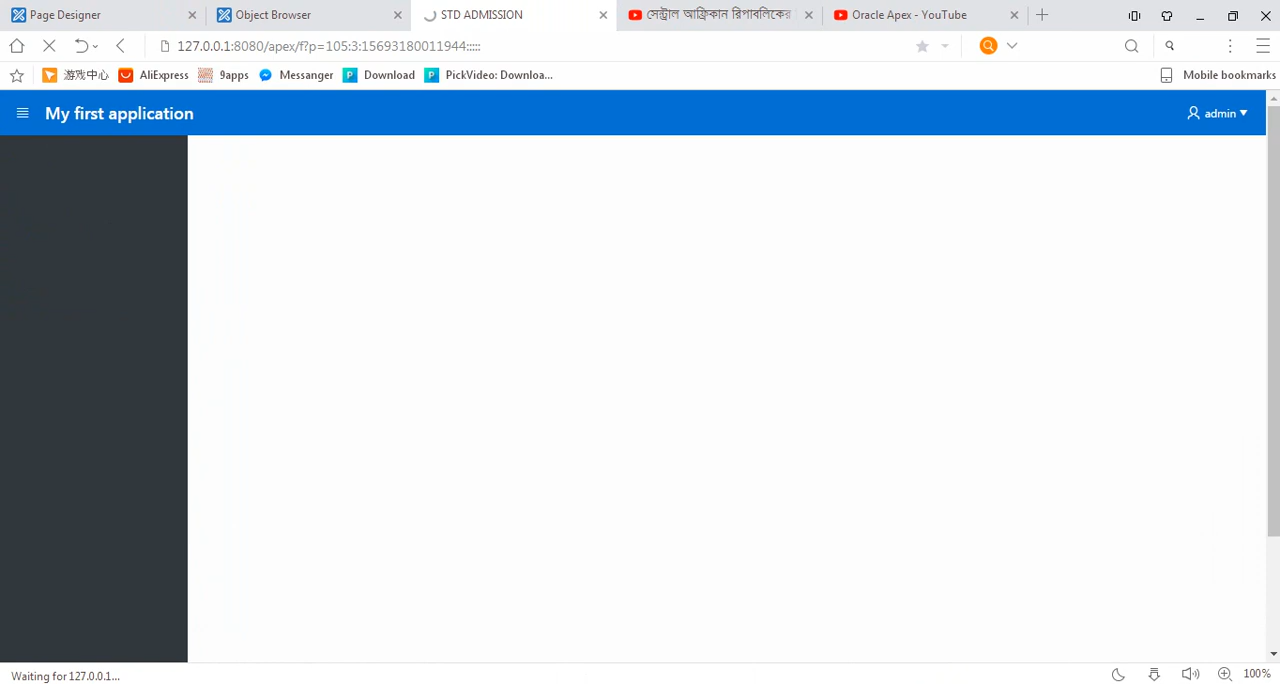 Page Designer
Object Browser
STD ADMISSION
সেন্ট্রাল আফ্রিকান রিপাবলিকের
Oracle Apex - YouTube
127.0.0.1:8080/apex/f?p=105:3:15693180011944:::::
游戏中心
AliExpress
9apps
Messanger
Download
PickVideo: Downloa...
Mobile bookmarks
My first application
admin
Waiting for 127.0.0.1...
100%